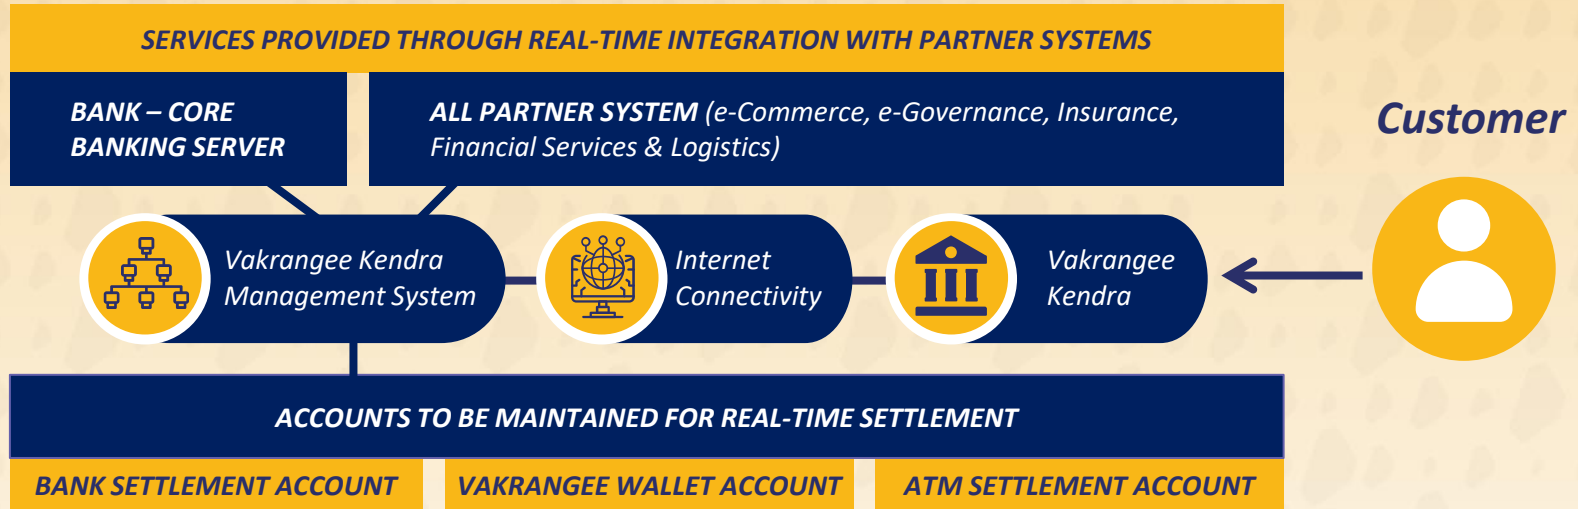 SERVICES PROVIDED THROUGH REAL-TIME INTEGRATION WITH PARTNER SYSTEMS
BANK – CORE
BANKING SERVER
ALL PARTNER SYSTEM (e-Commerce, e-Governance, Insurance,
Financial Services & Logistics)
Customer
Vakrangee Kendra
Management System
Internet
Connectivity
Vakrangee
Kendra
ACCOUNTS TO BE MAINTAINED FOR REAL-TIME SETTLEMENT
BANK SETTLEMENT ACCOUNT
VAKRANGEE WALLET ACCOUNT
ATM SETTLEMENT ACCOUNT